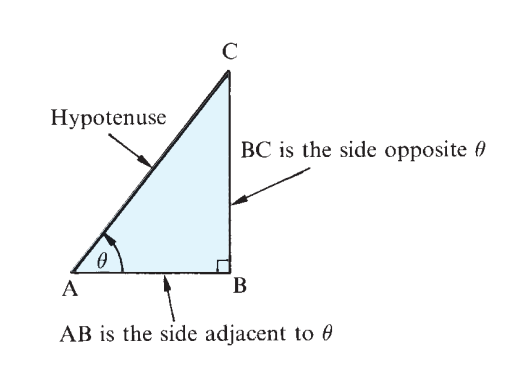 C
Hypotenuse
BC is the side opposite θ
θ
A
B
AB is the side adjacent to θ